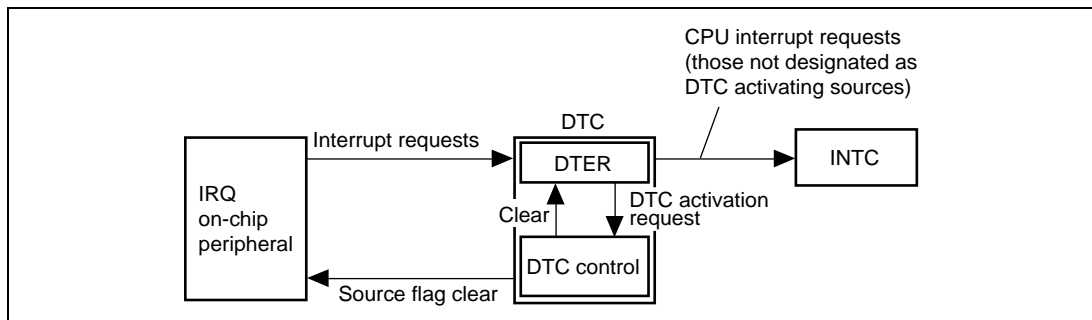 CPU interrupt requests
(those not designated as
DTC activating sources)
DTC
Interrupt requests
DTER
INTC
IRQ
on-chip
peripheral
Clear
DTC activation
request
DTC control
Source flag clear